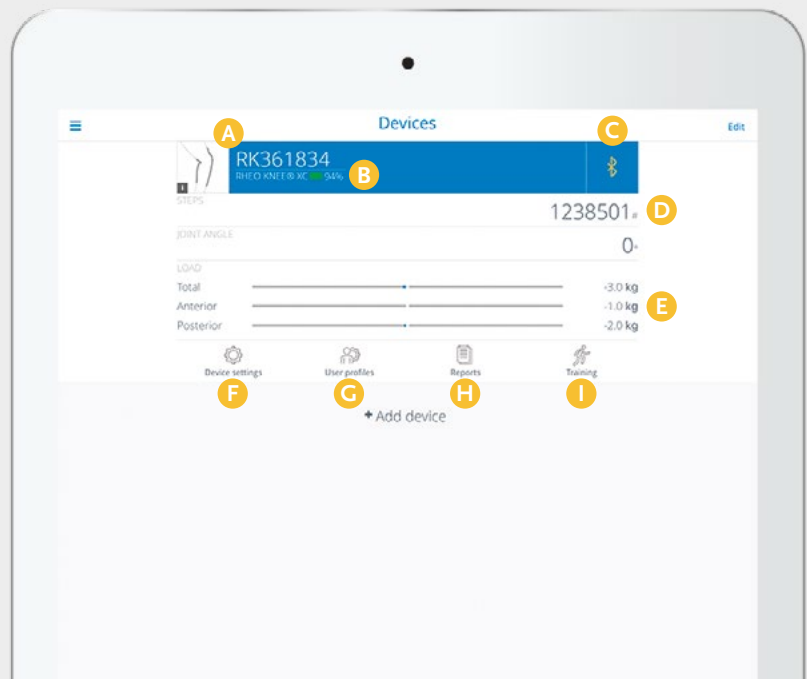 Devices
Edit
A
C
RK361834
RHEO KNEE® XC 94% B
STEPS
1238501 # D
JOINT ANGLE
0°
LOAD
Total -3.0 kg
Anterior -1.0 kg E
Posterior -2.0 kg
Device settings User profiles Reports Training
F G H I
+ Add device